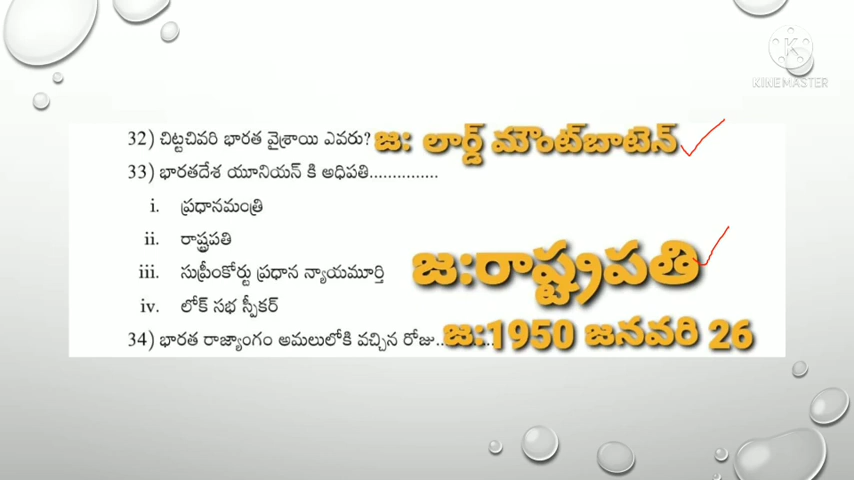 KINEMASTER
32) చిట్టచివరి భారత వైశ్రాయి ఎవరు? జ: లార్డ్ మౌంట్‌బాటెన్
33) భారతదేశ యూనియన్ కి అధిపతి...............
i. ప్రధానమంత్రి
ii. రాష్ట్రపతి
iii. సుప్రీంకోర్టు ప్రధాన న్యాయమూర్తి
జ:రాష్ట్రపతి
iv. లోక్ సభ స్పీకర్
34) భారత రాజ్యాంగం అమలులోకి వచ్చిన రోజు.. జ:1950 జనవరి 26